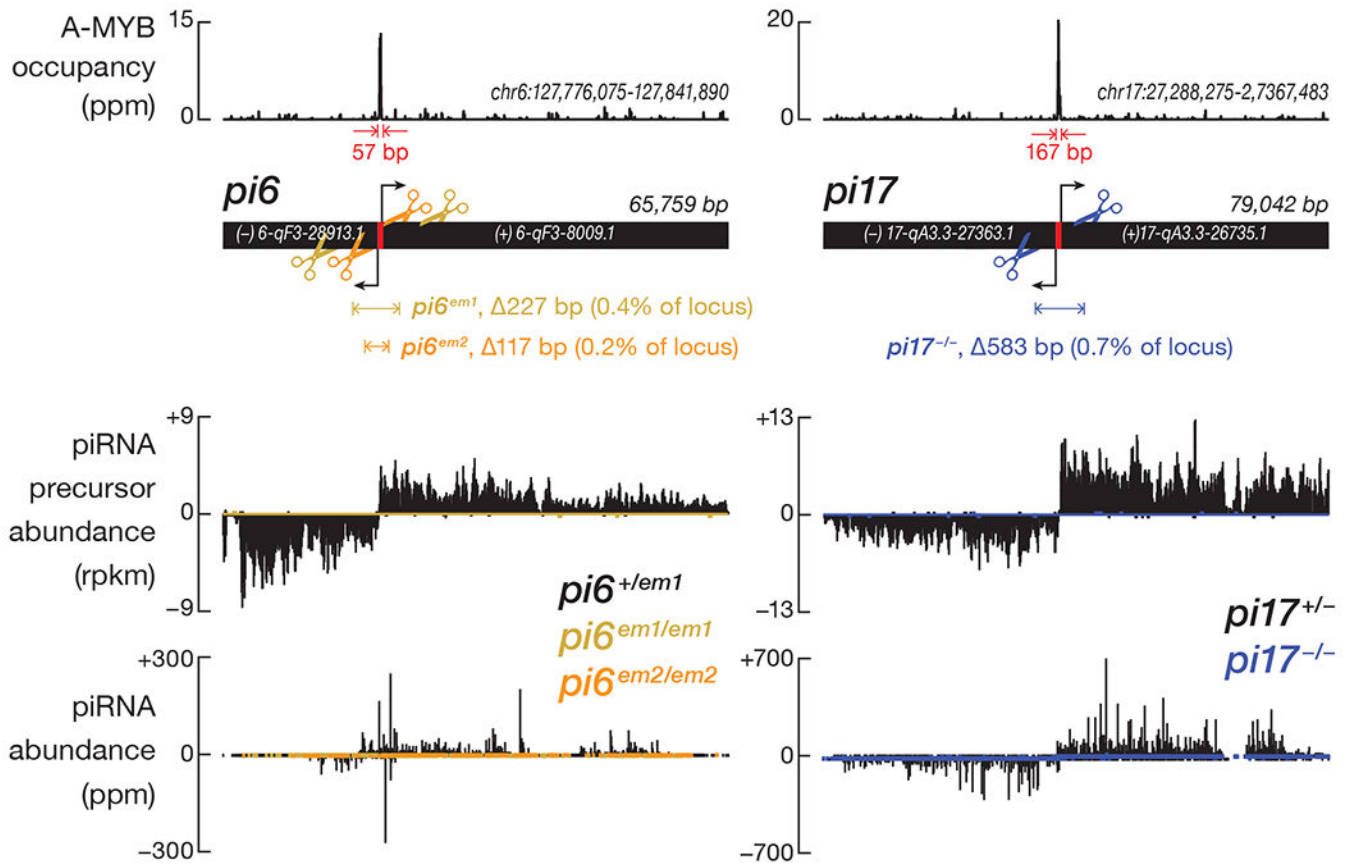 A-MYB
occupancy
(ppm)
15
0
chr6:127,776,075-127,841,890
57 bp
20
0
chr17:27,288,275-2,7367,483
167 bp
pi6
65,759 bp
(–) 6-qF3-28913.1
(+) 6-qF3-8009.1
pi6em1, Δ227 bp (0.4% of locus)
pi6em2, Δ117 bp (0.2% of locus)
pi17
79,042 bp
(–) 17-qA3.3-27363.1
(+)17-qA3.3-26735.1
pi17–/–, Δ583 bp (0.7% of locus)
piRNA
precursor
abundance
(rpkm)
+9
0
–9
+13
0
–13
pi6+/em1
pi6em1/em1
pi6em2/em2
pi17+/–
pi17–/–
piRNA
abundance
(ppm)
+300
0
–300
+700
0
–700